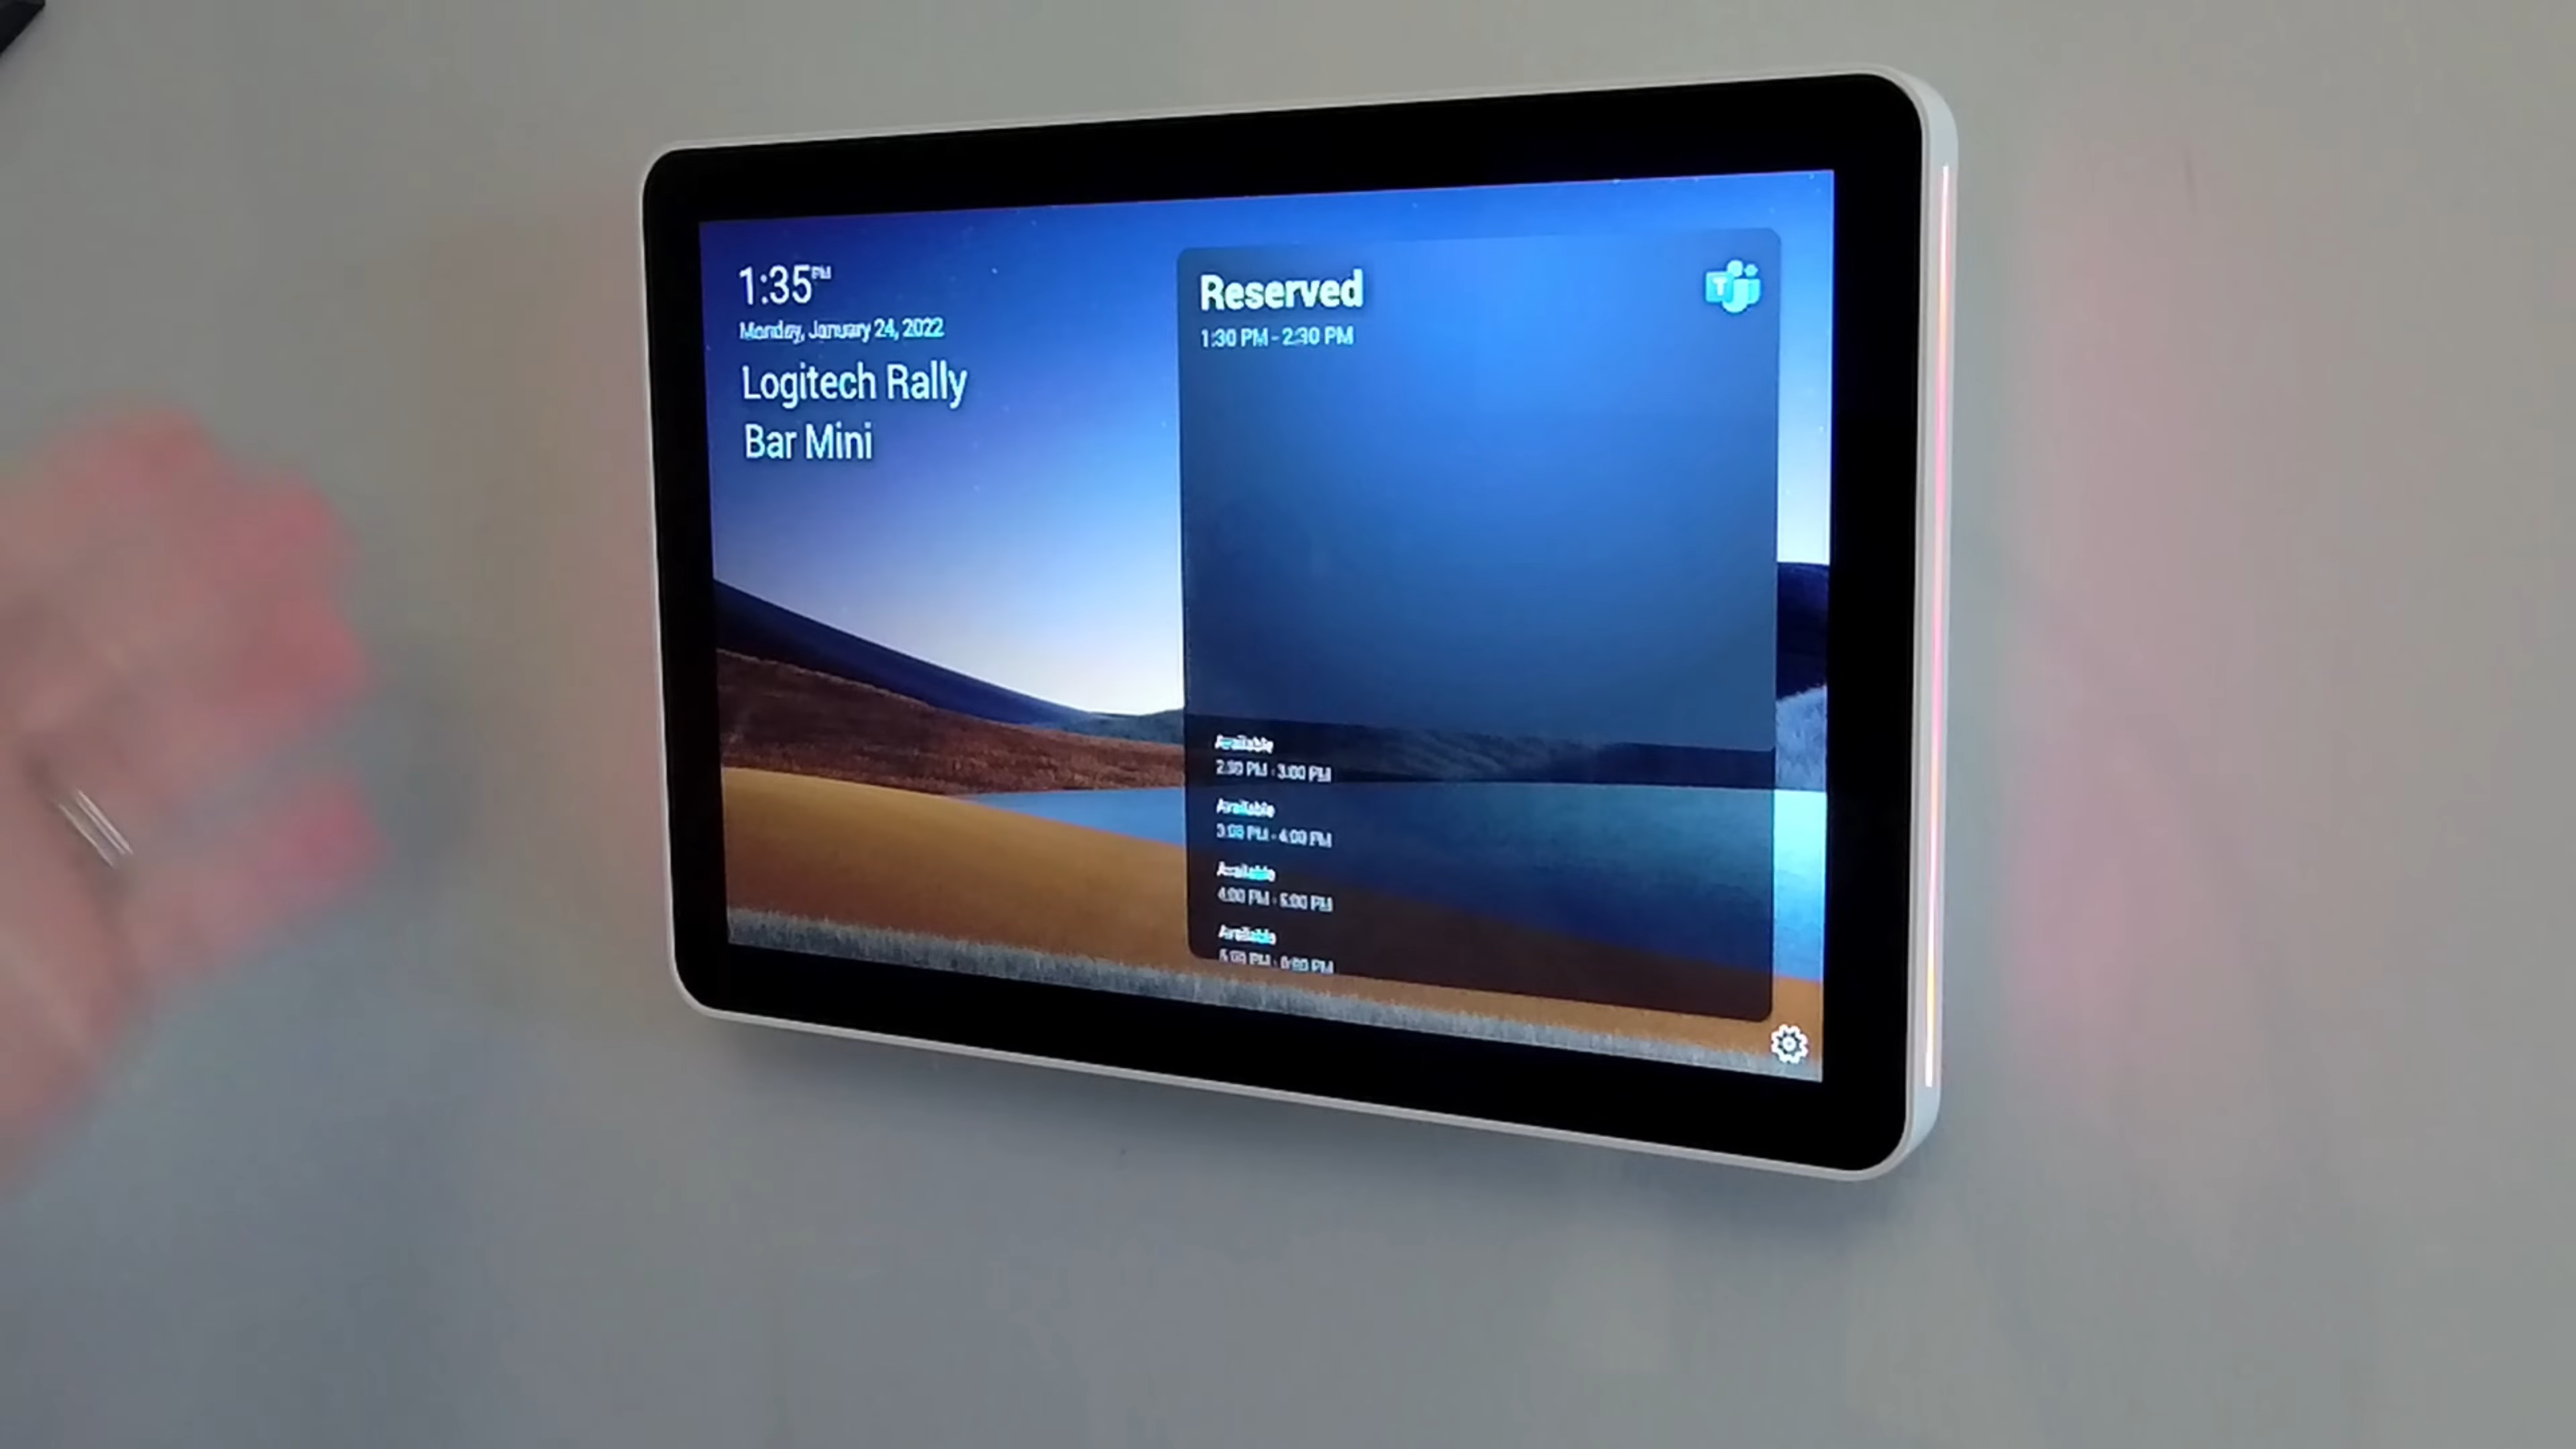 1:35 PM
Monday, January 24, 2022
Logitech Rally
Bar Mini
Reserved
1:30 PM - 2:30 PM
T
Available
2:30 PM - 3:00 PM
Available
3:00 PM - 4:00 PM
Available
4:00 PM - 5:00 PM
Available
5:00 PM - 6:00 PM